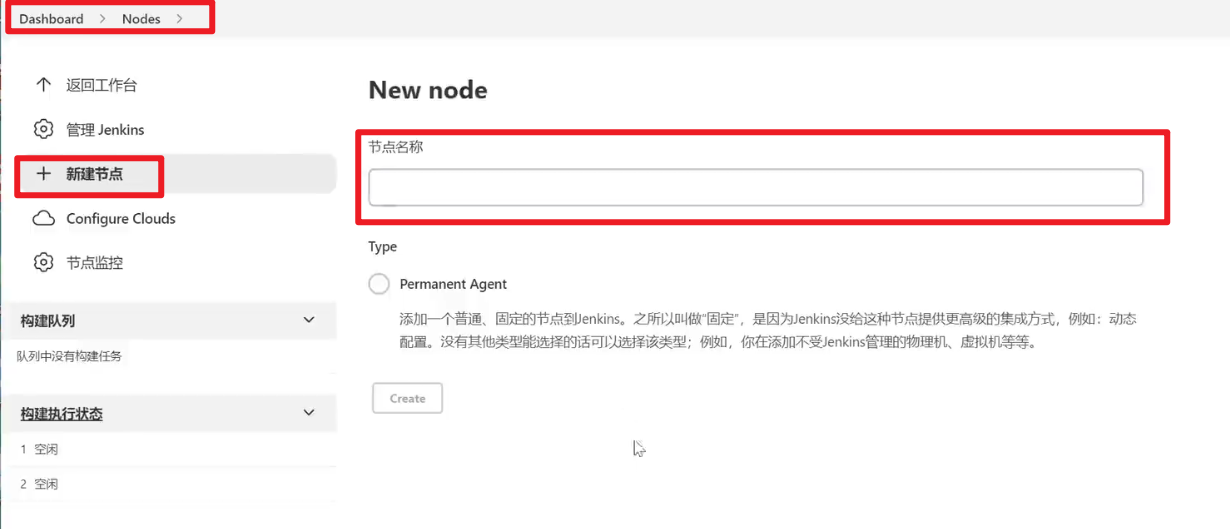 Dashboard > Nodes >
返回工作台
管理 Jenkins
新建节点
Configure Clouds
节点监控
构建队列
队列中没有构建任务
构建执行状态
1 空闲
2 空闲
New node
节点名称
Type
Permanent Agent
添加一个普通、固定的节点到Jenkins。之所以叫做“固定”，是因为Jenkins没给这种节点提供更高级的集成方式，例如：动态
配置。没有其他类型能选择的话可以选择该类型；例如，你在添加不受Jenkins管理的物理机、虚拟机等等。
Create